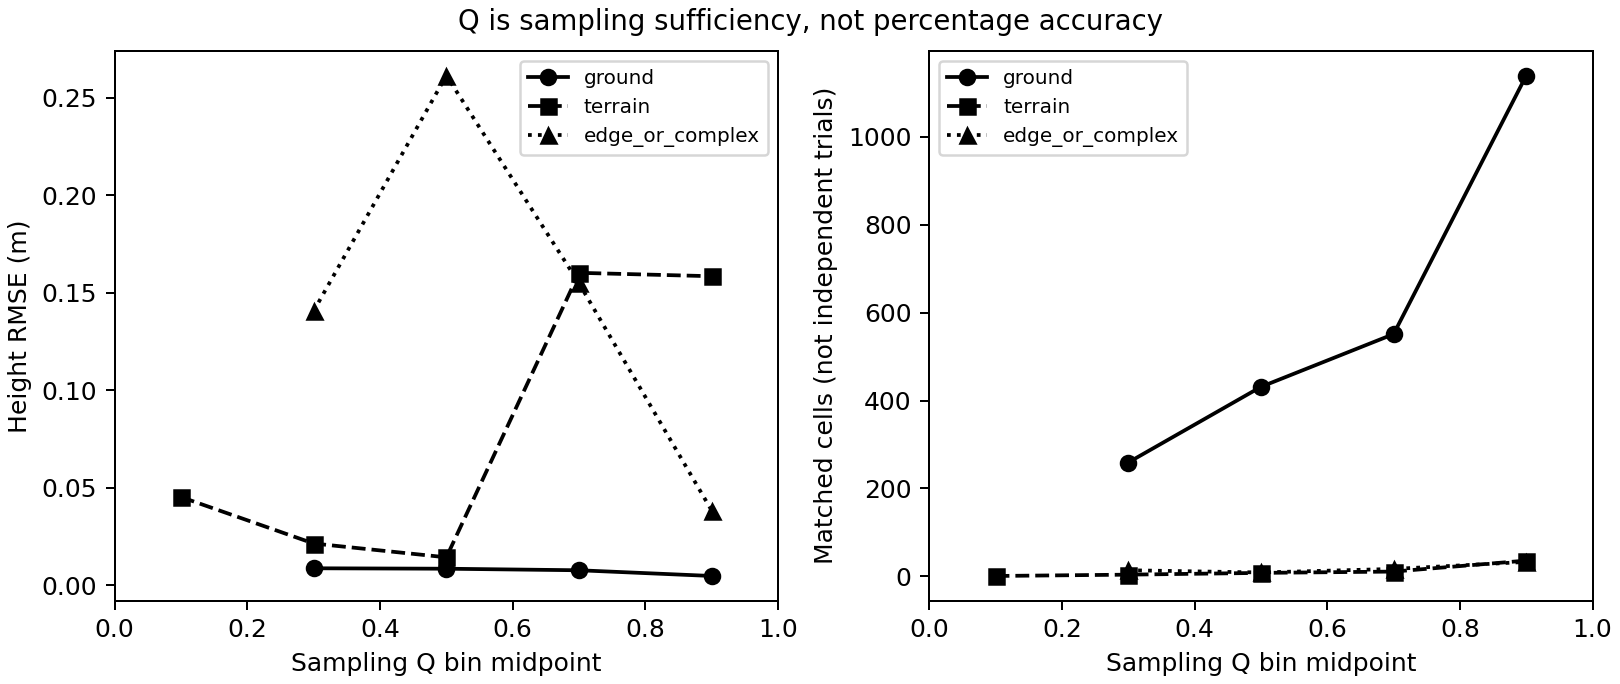 Q is sampling sufficiency, not percentage accuracy
Height RMSE (m)
0.25
0.20
0.15
0.10
0.05
0.00
ground
terrain
edge_or_complex
0.0 0.2 0.4 0.6 0.8 1.0
Sampling Q bin midpoint
Matched cells (not independent trials)
1000
800
600
400
200
0
ground
terrain
edge_or_complex
0.0 0.2 0.4 0.6 0.8 1.0
Sampling Q bin midpoint